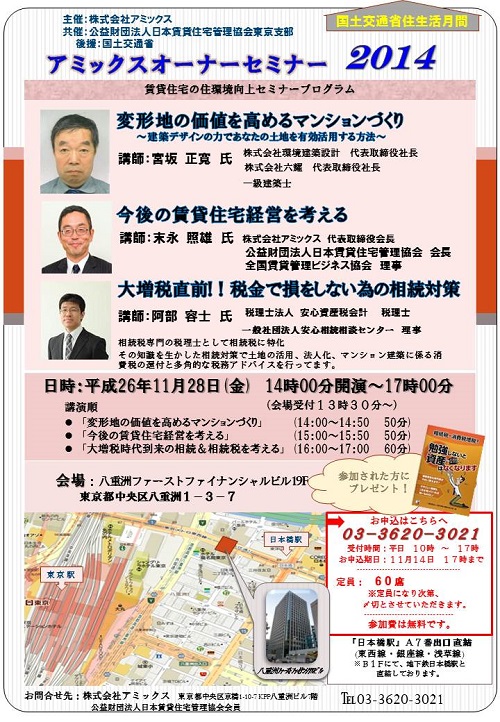 主催：株式会社アミックス
共催：公益財団法人日本賃貸住宅管理協会東京支部
後援：国土交通省
国土交通省住生活月間
アミックスオーナーセミナー 2014
賃貸住宅の住環境向上セミナープログラム
変形地の価値を高めるマンションづくり
～建築デザインの力であなたの土地を有効活用する方法～
講師：宮坂 正寛 氏 株式会社環境建築設計 代表取締役社長
株式会社六耀 代表取締役社長
一級建築士
今後の賃貸住宅経営を考える
講師：末永 照雄 氏 株式会社アミックス 代表取締役会長
公益財団法人日本賃貸住宅管理協会 会長
全国賃貸管理ビジネス協会 理事
大増税直前!! 税金で損をしない為の相続対策
講師：阿部 容士 氏 税理士法人 安心資産税会計 税理士
一般社団法人安心相続相談センター 理事
相続税専門の税理士として相続税に特化
その知識を生かした相続対策で土地の活用、法人化、マンション建築に係る消
費税の還付と多角的な税務アドバイスを行ってます。
日時：平成26年11月28日(金) 14時00分開演～17時00分
講演順 （会場受付１３時３０分～）
● 「変形地の価値を高めるマンションづくり」 (14:00～14:50 50分)
● 「今後の賃貸住宅経営を考える」 (15:00～15:50 50分)
● 「大増税時代到来の相続＆相続税を考える」 (16:00～17:00 60分)
会場：八重洲ファーストフィナンシャルビル19F
東京都中央区八重洲１－３－７
参加された方に
プレゼント！
相続税・消費税増税!
勉強しないと
資産は
なくなります
お申込はこちらへ
03-3620-3021
受付時間：平日 10時 ～ 17時
お申込期日：11月14日 17時まで
定員： 60席
※定員になり次第、
〆切とさせていただきます。
参加費は無料です。
日本橋駅
東京駅
東京
八重洲ファーストフィナンシャルビル
『日本橋駅』A７番出口直結
(東西線・銀座線・浅草線)
※Ｂ１Ｆにて、地下鉄日本橋駅と
直結しております。
お問合せ先：株式会社アミックス 東京都中央区京橋1-10-7 KPP八重洲ビル7階
公益財団法人日本賃貸住宅管理協会会員
℡03-3620-3021